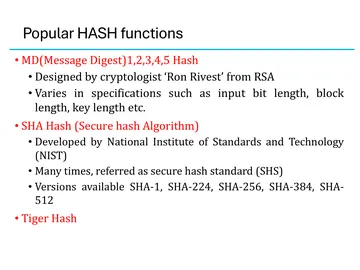 Popular HASH functions
• MD(Message Digest)1,2,3,4,5 Hash
• Designed by cryptologist ‘Ron Rivest’ from RSA
• Varies in specifications such as input bit length, block
length, key length etc.
• SHA Hash (Secure hash Algorithm)
• Developed by National Institute of Standards and Technology
(NIST)
• Many times, referred as secure hash standard (SHS)
• Versions available SHA-1, SHA-224, SHA-256, SHA-384, SHA-
512
• Tiger Hash